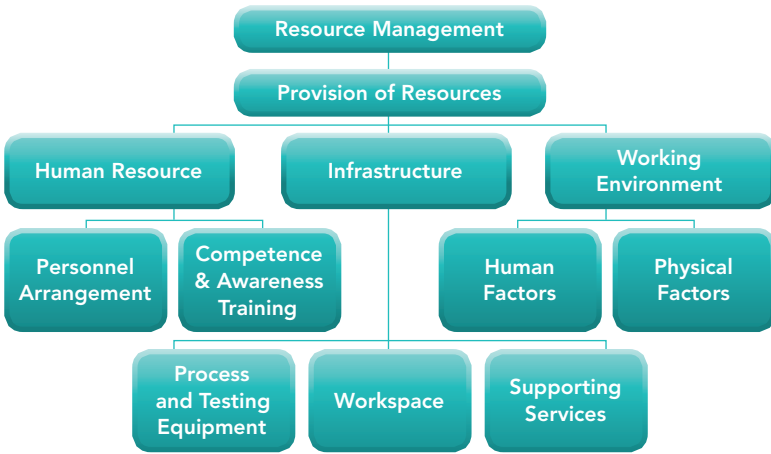 Resource Management
Provision of Resources
Human Resource
Infrastructure
Working
Environment
Personnel
Arrangement
Competence
& Awareness
Training
Human
Factors
Physical
Factors
Process
and Testing
Equipment
Workspace
Supporting
Services